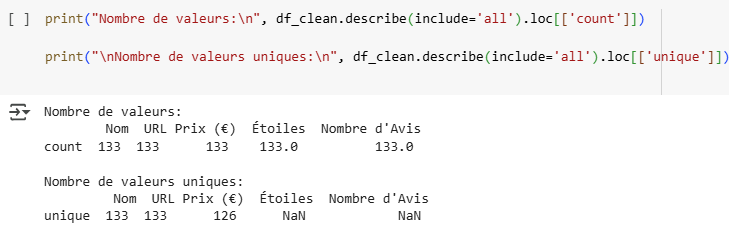 [ ] print("Nombre de valeurs:\n", df_clean.describe(include='all').loc[['count']])
print("\nNombre de valeurs uniques:\n", df_clean.describe(include='all').loc[['unique']])
Nombre de valeurs:
Nom URL Prix (€) Étoiles Nombre d'Avis
count 133 133 133 133.0 133.0
Nombre de valeurs uniques:
Nom URL Prix (€) Étoiles Nombre d'Avis
unique 133 133 126 NaN NaN